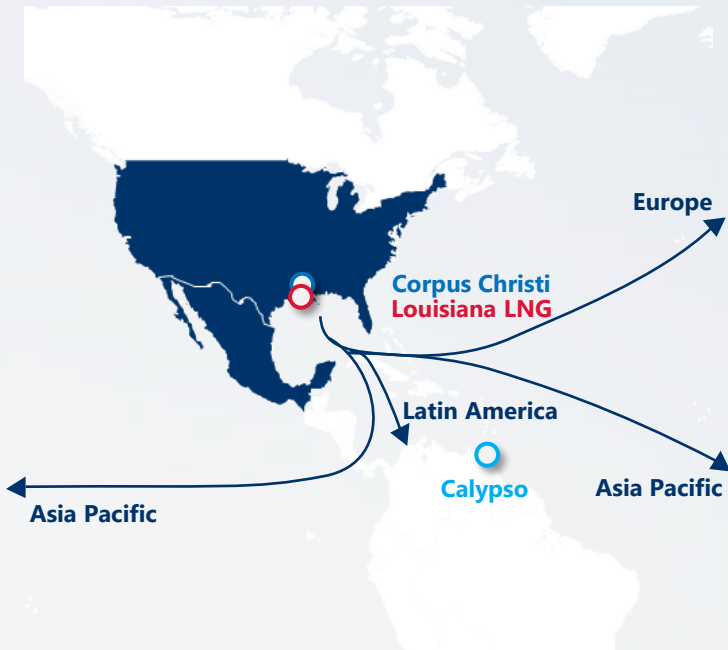 Europe
Corpus Christi
Louisiana LNG
Latin America
Calypso
Asia Pacific
Asia Pacific